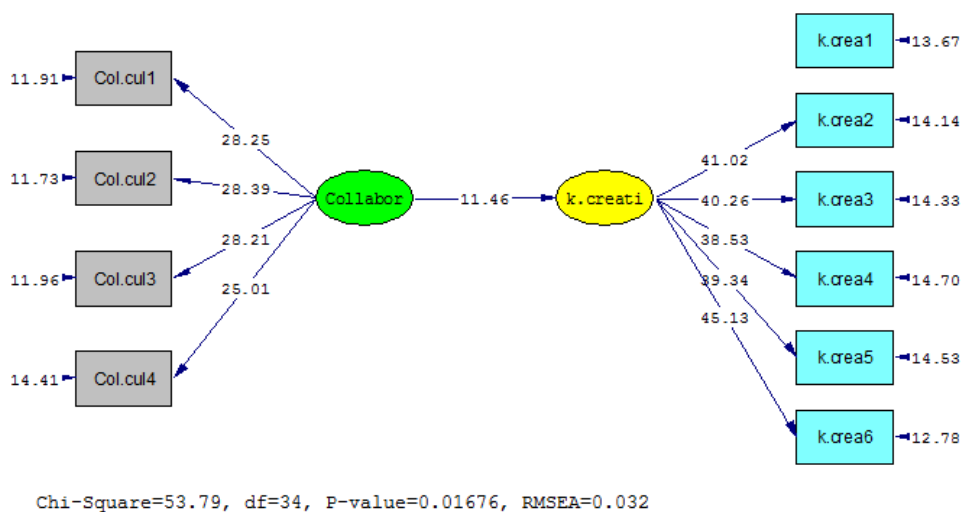 k.crea1
13.67
11.91
Col.cul1
k.crea2
14.14
28.25
41.02
11.73
Col.cul2
28.39
Collabor
11.46
k.creati
40.26
k.crea3
14.33
28.21
38.53
11.96
Col.cul3
25.01
39.34
k.crea4
14.70
45.13
14.41
Col.cul4
k.crea5
14.53
k.crea6
12.78
Chi-Square=53.79, df=34, P-value=0.01676, RMSEA=0.032